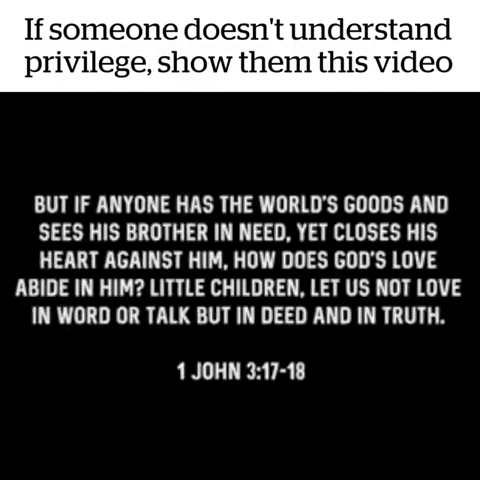 If someone doesn't understand
privilege, show them this video
BUT IF ANYONE HAS THE WORLD'S GOODS AND
SEES HIS BROTHER IN NEED, YET CLOSES HIS
HEART AGAINST HIM, HOW DOES GOD'S LOVE
ABIDE IN HIM? LITTLE CHILDREN, LET US NOT LOVE
IN WORD OR TALK BUT IN DEED AND IN TRUTH.
1 JOHN 3:17-18